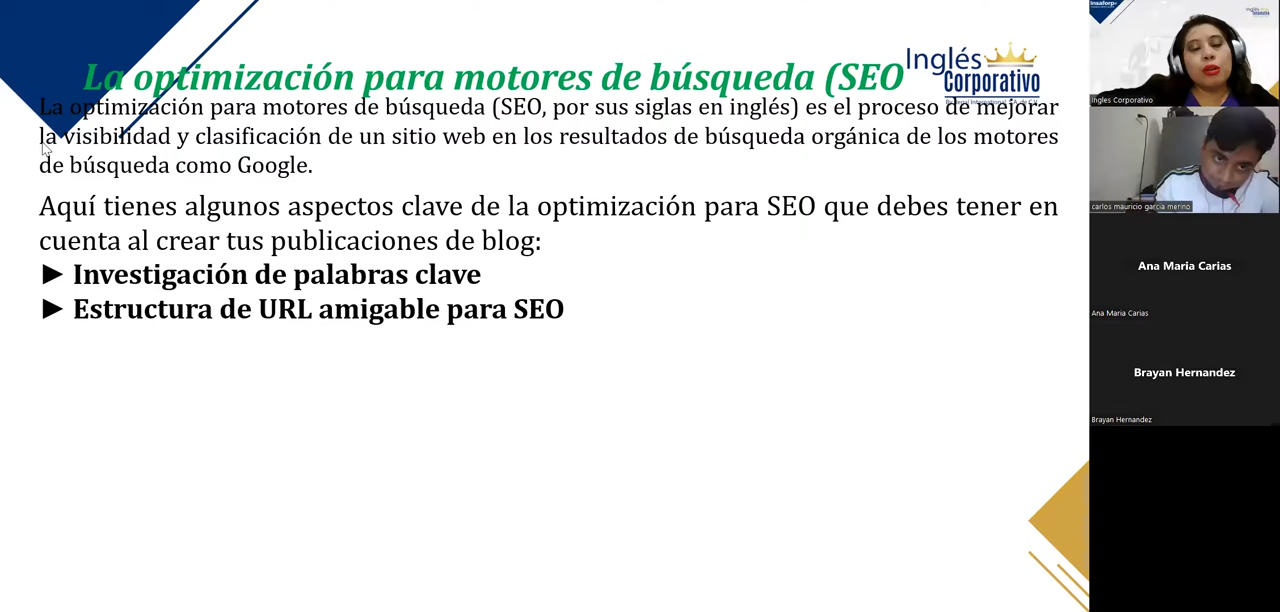 La optimización para motores de búsqueda (SEO
Inglés
Corporativo
La optimización para motores de búsqueda (SEO, por sus siglas en inglés) es el proceso de mejorar
la visibilidad y clasificación de un sitio web en los resultados de búsqueda orgánica de los motores
de búsqueda como Google.
Aquí tienes algunos aspectos clave de la optimización para SEO que debes tener en
cuenta al crear tus publicaciones de blog:
► Investigación de palabras clave
► Estructura de URL amigable para SEO
Insaforp
Ingles Corporativo
carlos mauricio garcia merino
Ana Maria Carias
Ana Maria Carias
Brayan Hernandez
Brayan Hernandez